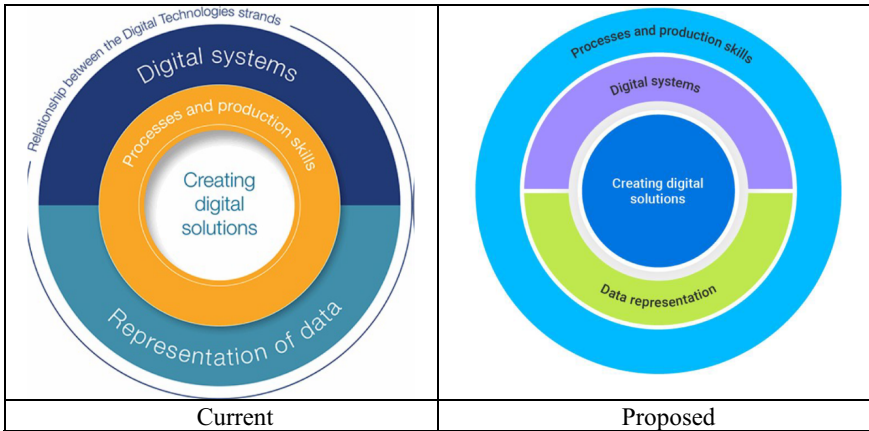 Relationship between the Digital Technologies strands
Digital systems
Processes and production skills
Creating
digital
solutions
Representation of data
Current
Processes and production skills
Digital systems
Creating digital
solutions
Data representation
Proposed